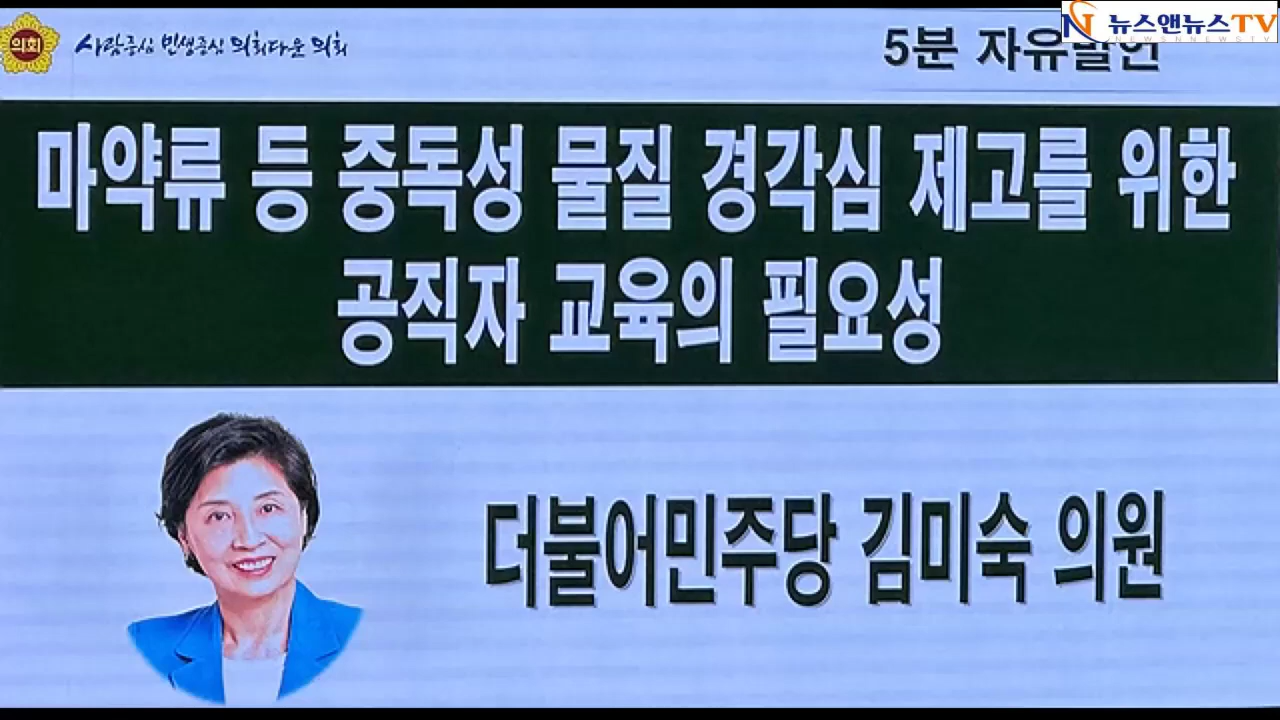 의회
사람중심 민생중심 의회다운 의회
뉴스앤뉴스TV
NEWSNNEWSTV
5분 자유발언
마약류 등 중독성 물질 경각심 제고를 위한
공직자 교육의 필요성
더불어민주당 김미숙 의원